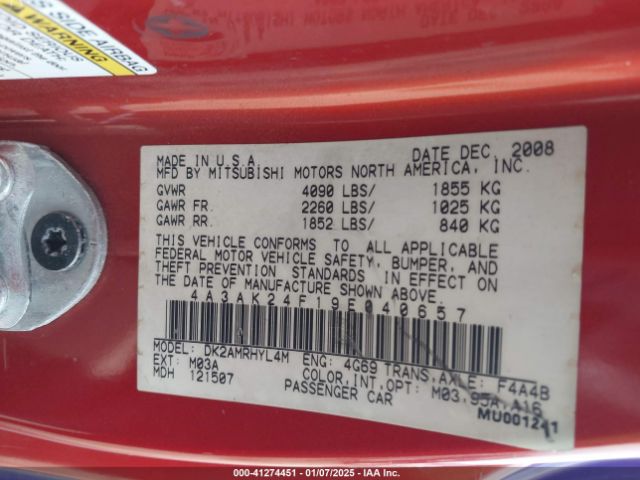 SIDE AIRBAG
WARNING
MADE IN U.S.A. DATE DEC. 2008
MFD BY MITSUBISHI MOTORS NORTH AMERICA, INC.
GVWR 4090 LBS/ 1855 KG
GAWR FR. 2260 LBS/ 1025 KG
GAWR RR. 1852 LBS/ 840 KG
THIS VEHICLE CONFORMS TO ALL APPLICABLE
FEDERAL MOTOR VEHICLE SAFETY, BUMPER, AND
THEFT PREVENTION STANDARDS IN EFFECT ON
THE DATE OF MANUFACTURE SHOWN ABOVE.
4A3AK24F19E040657
MODEL: DK2AMRHYL4M ENG: 4G69 TRANS,AXLE: F4A4B
EXT: M03A COLOR,INT,OPT: M03,95A,A16
MDH 121507 PASSENGER CAR MU001241
000-41274451 | 01/07/2025 | IAA Inc.